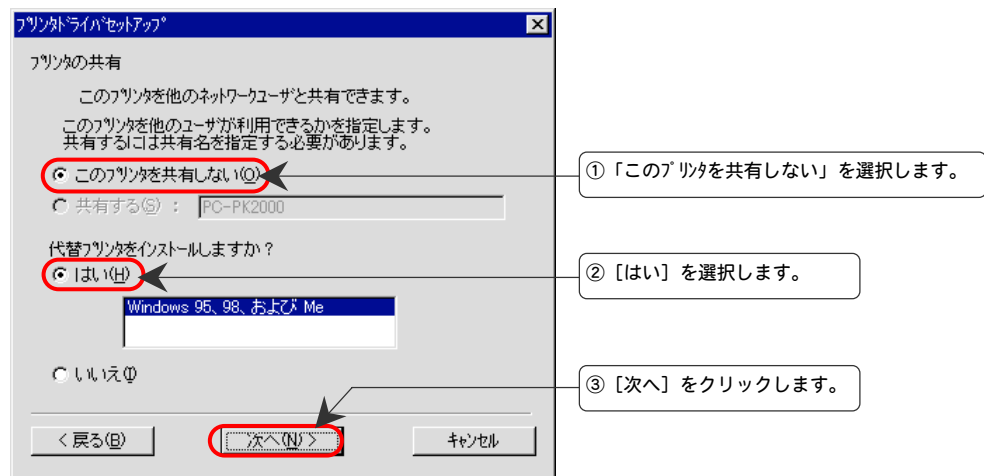 プリンタドライバセットアップ
プリンタの共有
このプリンタを他のネットワークユーザと共有できます。
このプリンタを他のユーザが利用できるかを指定します。
共有するには共有名を指定する必要があります。
このプリンタを共有しない(O)
①「このプリンタを共有しない」を選択します。
共有する(S) : PC-PK2000
代替プリンタをインストールしますか?
はい(H)
②［はい］を選択します。
Windows 95、98、および Me
いいえ(I)
③［次へ］をクリックします。
< 戻る(B)
次へ(N) >
キャンセル